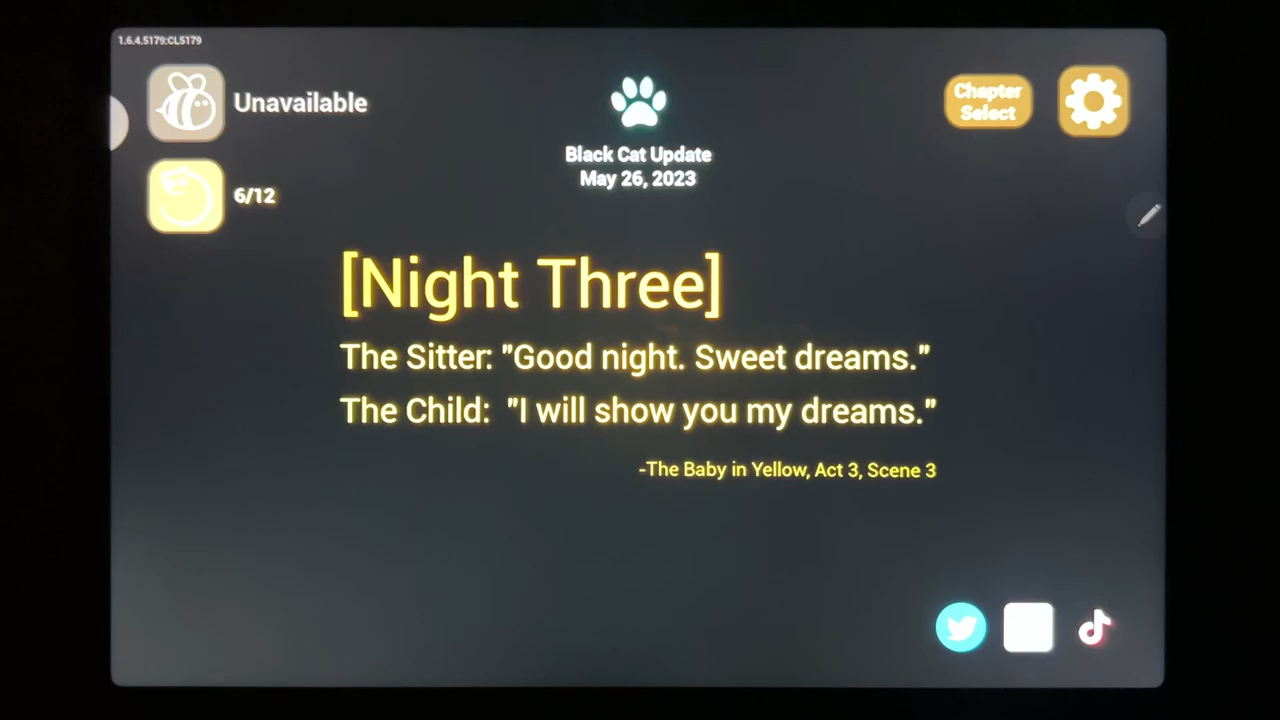 1.6.4.5179:CL5179
Unavailable
Chapter
Select
Black Cat Update
May 26, 2023
6/12
[Night Three]
The Sitter: "Good night. Sweet dreams."
The Child:  "I will show you my dreams."
-The Baby in Yellow, Act 3, Scene 3